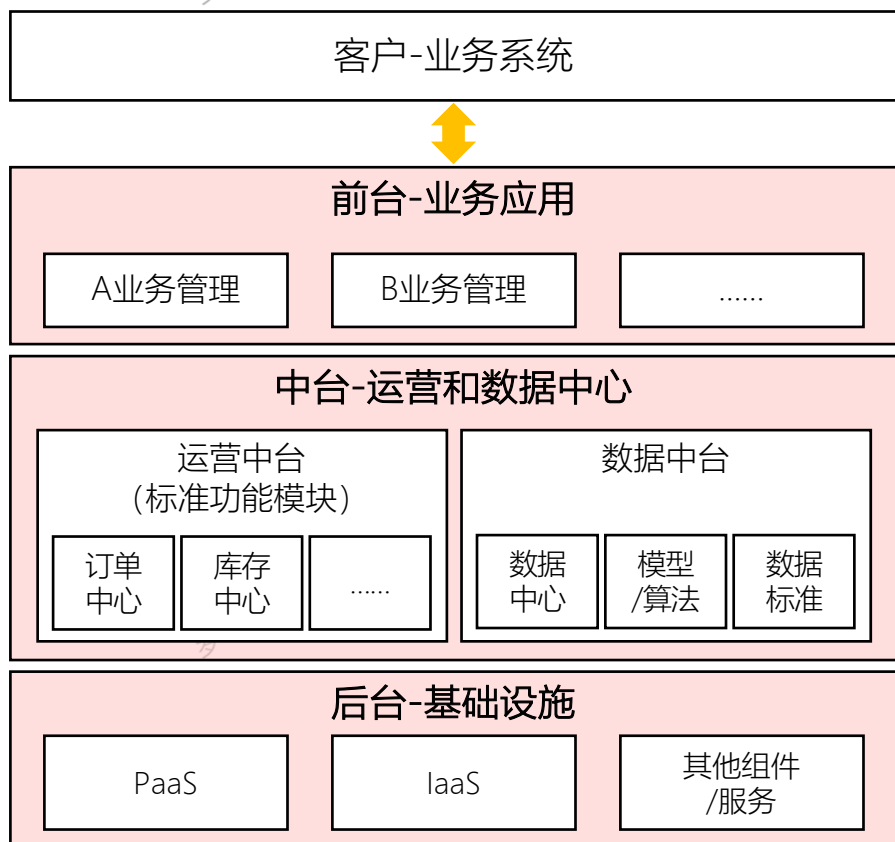 客户-业务系统
前台-业务应用
A业务管理
B业务管理
……
中台-运营和数据中心
运营中台
（标准功能模块）
订单
中心
库存
中心
……
数据中台
数据
中心
模型
/算法
数据
标准
后台-基础设施
PaaS
IaaS
其他组件
/服务